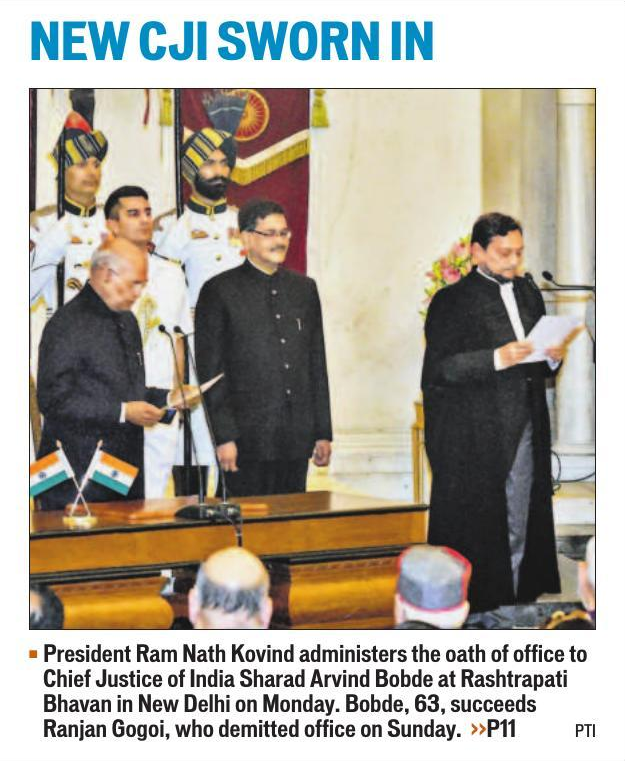 NEW CJI SWORN IN
President Ram Nath Kovind administers the oath of office to
Chief Justice of India Sharad Arvind Bobde at Rashtrapati
Bhavan in New Delhi on Monday. Bobde, 63, succeeds
Ranjan Gogoi, who demitted office on Sunday. >>P11 PTI